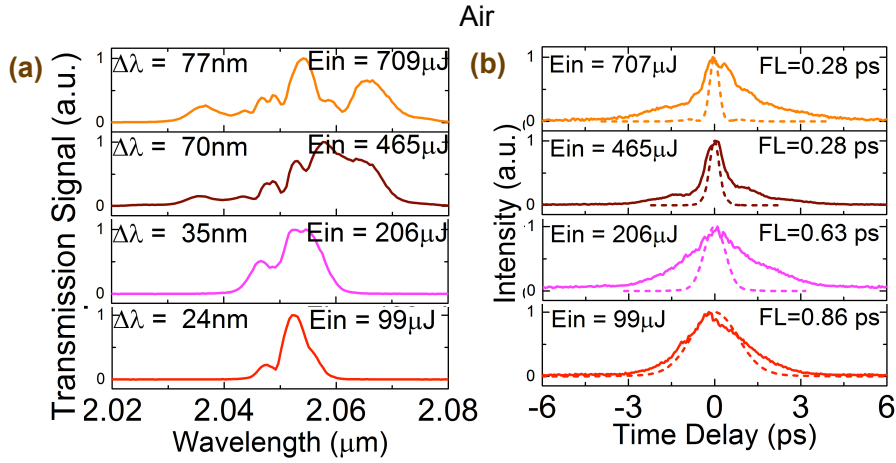 Air
(a)
Transmission Signal (a.u.)
Δλ = 77nm Ein = 709μJ
1
0
Δλ = 70nm Ein = 465μJ
1
0
Δλ = 35nm Ein = 206μJ
1
0
Δλ = 24nm Ein = 99μJ
1
0
2.02 2.04 2.06 2.08
Wavelength (μm)
(b)
Intensity (a.u.)
Ein = 707μJ FL=0.28 ps
1
0
Ein = 465μJ FL=0.28 ps
1
0
Ein = 206μJ FL=0.63 ps
1
0
Ein = 99μJ FL=0.86 ps
1
0
-6 -3 0 3 6
Time Delay (ps)